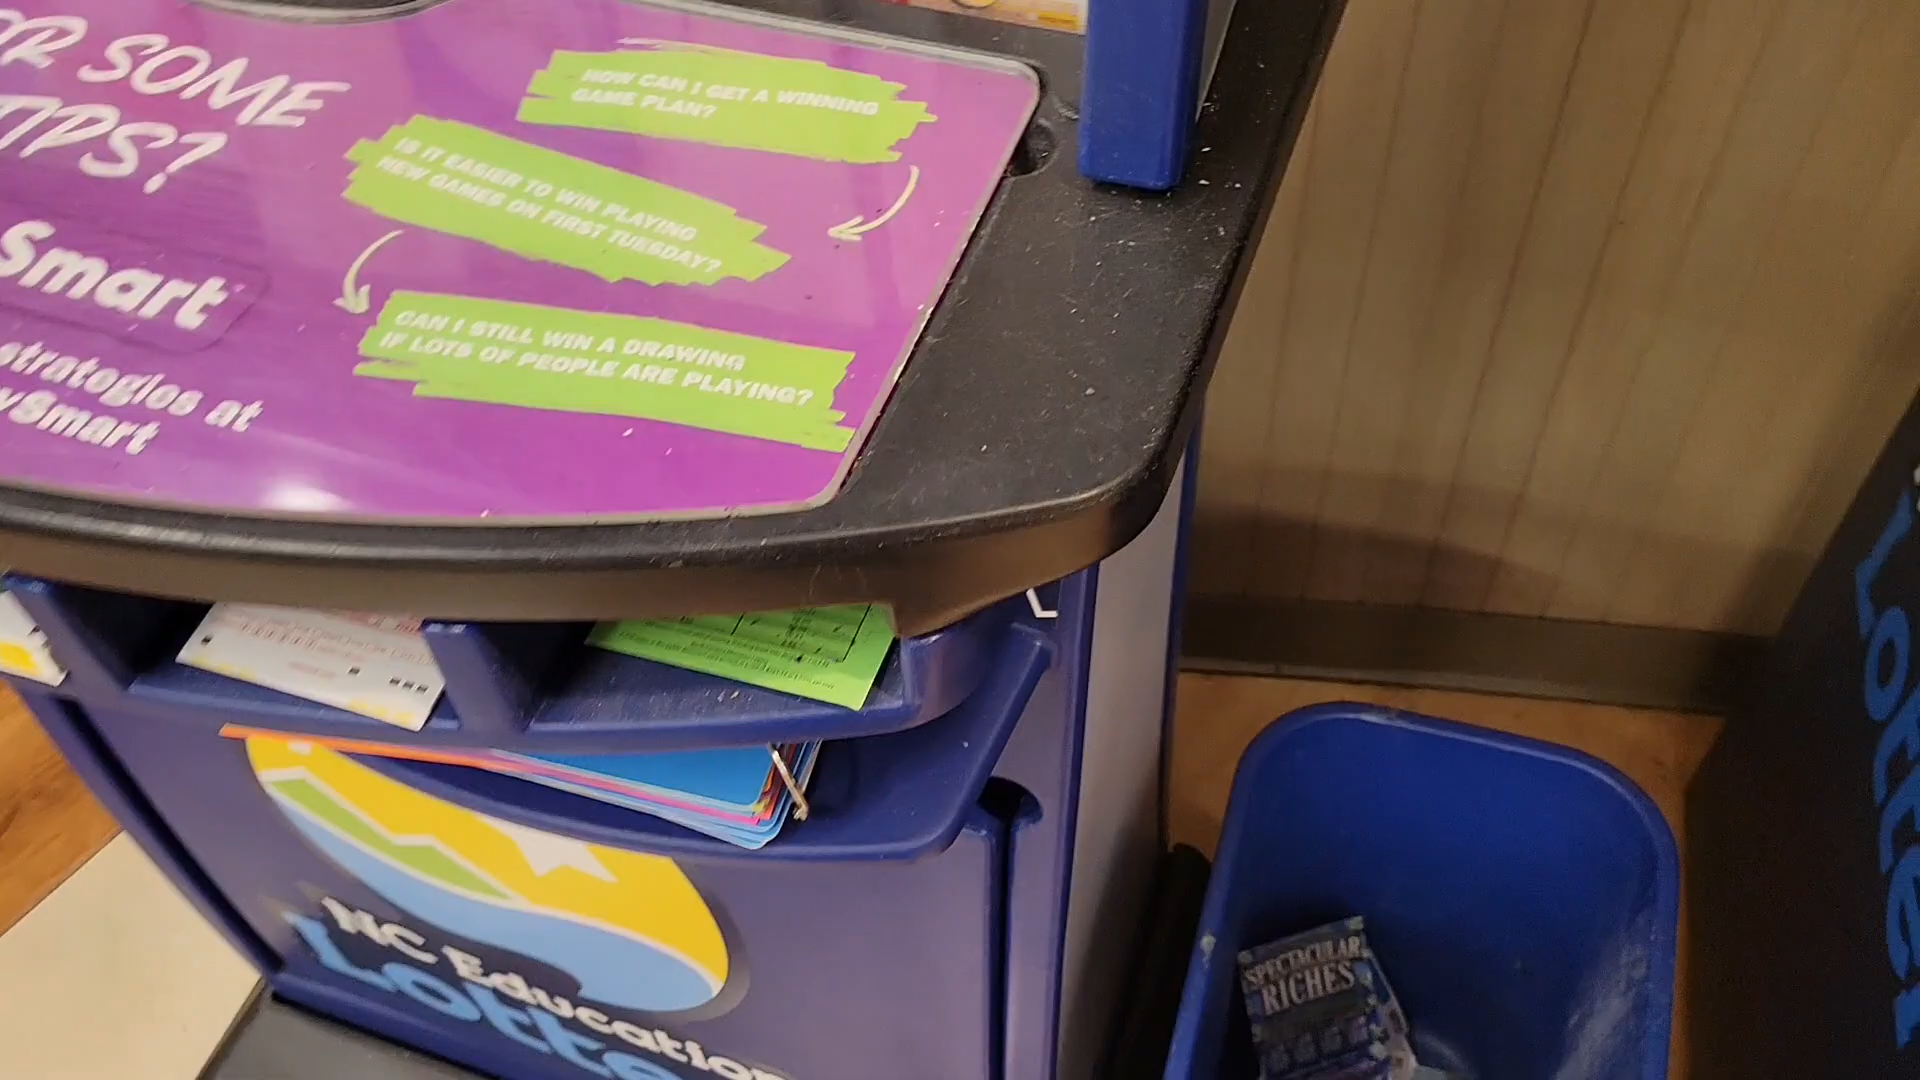 R SOME
TIPS?
HOW CAN I GET A WINNING
GAME PLAN?
IS IT EASIER TO WIN PLAYING
NEW GAMES ON FIRST TUESDAY?
CAN I STILL WIN A DRAWING
IF LOTS OF PEOPLE ARE PLAYING?
Smart
strategies at
ySmart
NC Education
Lotte
SPECTACULAR
RICHES
Lotter